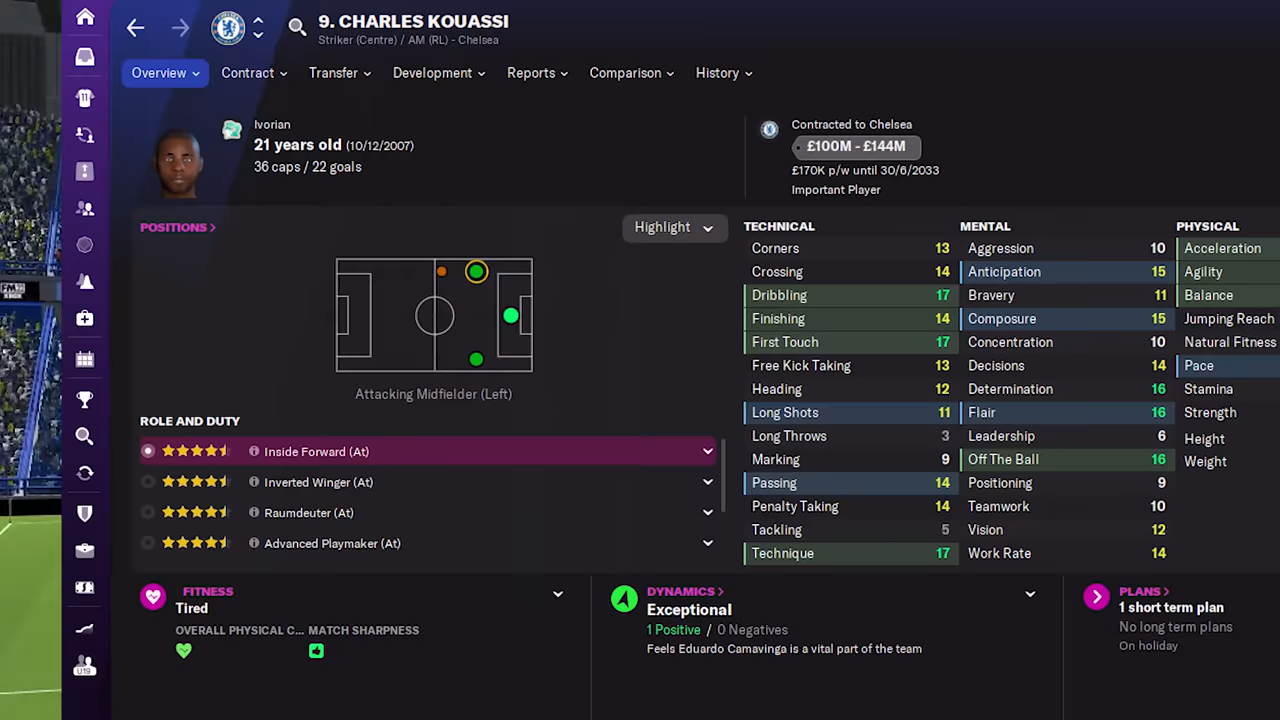 9. CHARLES KOUASSI
Striker (Centre) / AM (RL) - Chelsea
Overview
Contract
Transfer
Development
Reports
Comparison
History
Ivorian
21 years old (10/12/2007)
36 caps / 22 goals
Contracted to Chelsea
£100M - £144M
£170K p/w until 30/6/2033
Important Player
POSITIONS >
Highlight
Attacking Midfielder (Left)
ROLE AND DUTY
Inside Forward (At)
Inverted Winger (At)
Raumdeuter (At)
Advanced Playmaker (At)
TECHNICAL
Corners 13
Crossing 14
Dribbling 17
Finishing 14
First Touch 17
Free Kick Taking 13
Heading 12
Long Shots 11
Long Throws 3
Marking 9
Passing 14
Penalty Taking 14
Tackling 5
Technique 17
MENTAL
Aggression 10
Anticipation 15
Bravery 11
Composure 15
Concentration 10
Decisions 14
Determination 16
Flair 16
Leadership 6
Off The Ball 16
Positioning 9
Teamwork 10
Vision 12
Work Rate 14
PHYSICAL
Acceleration
Agility
Balance
Jumping Reach
Natural Fitness
Pace
Stamina
Strength
Height
Weight
FITNESS
Tired
OVERALL PHYSICAL C... MATCH SHARPNESS
DYNAMICS >
Exceptional
1 Positive / 0 Negatives
Feels Eduardo Camavinga is a vital part of the team
PLANS >
1 short term plan
No long term plans
On holiday
11
U19
FM22